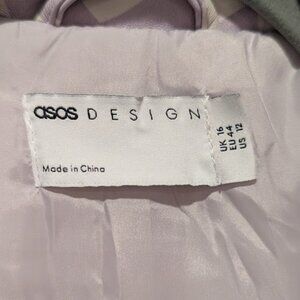 asos DESIGN
Made in China
UK 16
EU 44
US 12